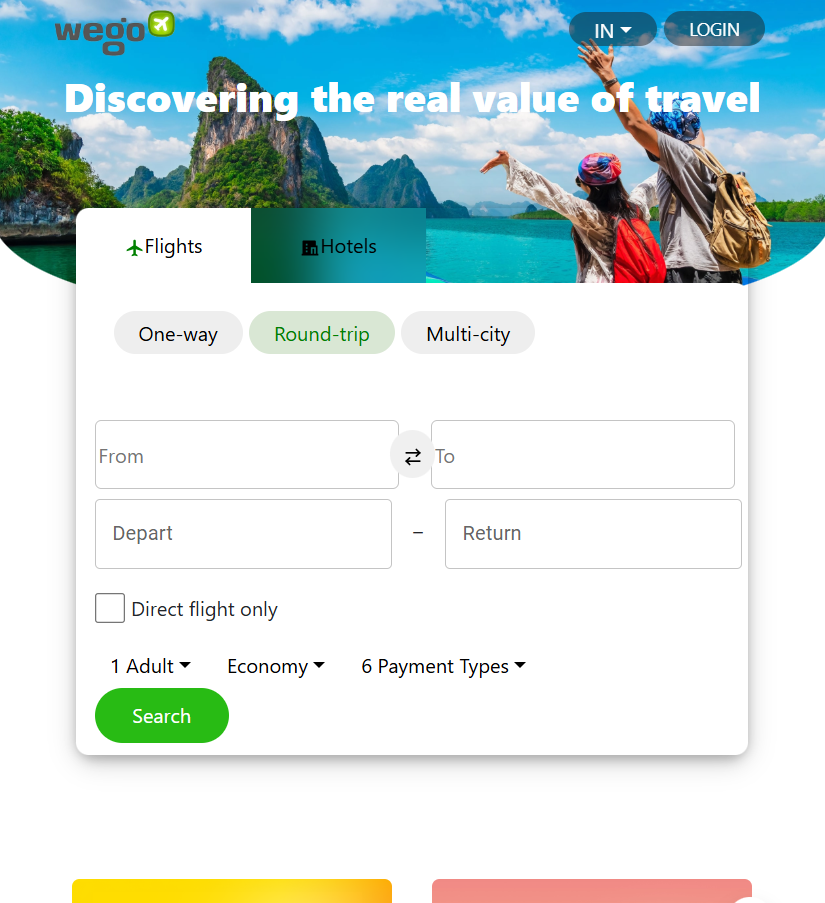 wego
IN
LOGIN
Discovering the real value of travel
Flights
Hotels
One-way
Round-trip
Multi-city
From
To
Depart
–
Return
Direct flight only
1 Adult
Economy
6 Payment Types
Search